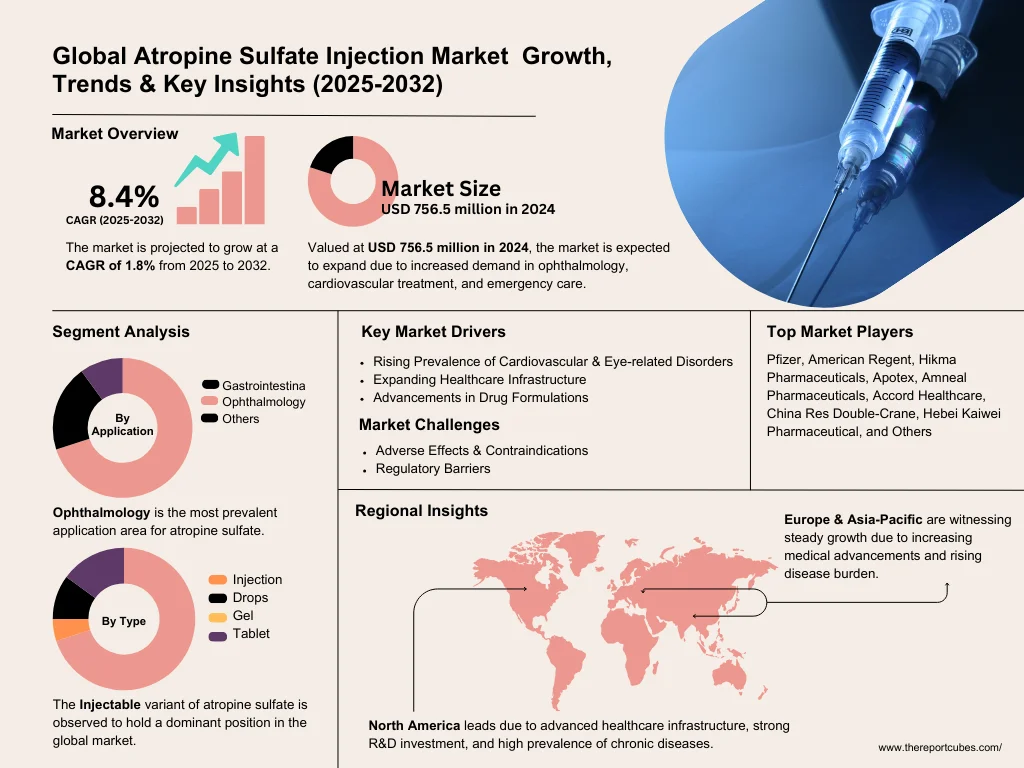 Global Atropine Sulfate Injection Market Growth,
Trends & Key Insights (2025-2032)
Market Overview
8.4%
CAGR (2025-2032)
The market is projected to grow at a
CAGR of 1.8% from 2025 to 2032.
Market Size
USD 756.5 million in 2024
Valued at USD 756.5 million in 2024, the market is expected
to expand due to increased demand in ophthalmology,
cardiovascular treatment, and emergency care.
Segment Analysis
By
Application
Gastrointestina
Ophthalmology
Others
Ophthalmology is the most prevalent
application area for atropine sulfate.
By Type
Injection
Drops
Gel
Tablet
The Injectable variant of atropine sulfate is
observed to hold a dominant position in the
global market.
Key Market Drivers
• Rising Prevalence of Cardiovascular & Eye-related Disorders
• Expanding Healthcare Infrastructure
• Advancements in Drug Formulations
Market Challenges
• Adverse Effects & Contraindications
• Regulatory Barriers
Top Market Players
Pfizer, American Regent, Hikma
Pharmaceuticals, Apotex, Amneal
Pharmaceuticals, Accord Healthcare,
China Res Double-Crane, Hebei Kaiwei
Pharmaceutical, and Others
Regional Insights
Europe & Asia-Pacific are witnessing
steady growth due to increasing
medical advancements and rising
disease burden.
North America leads due to advanced healthcare infrastructure, strong
R&D investment, and high prevalence of chronic diseases.
www.thereportcubes.com/